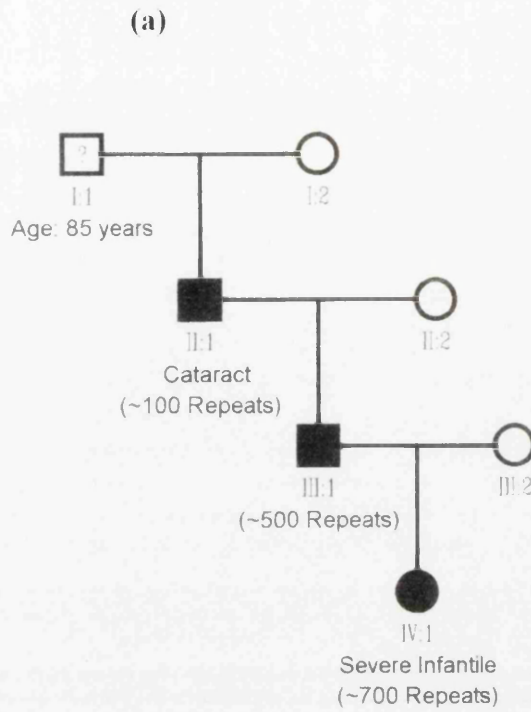 (a)
?
I:1
I:2
Age: 85 years
II:1
II:2
Cataract
(~100 Repeats)
III:1
III:2
(~500 Repeats)
IV:1
Severe Infantile
(~700 Repeats)